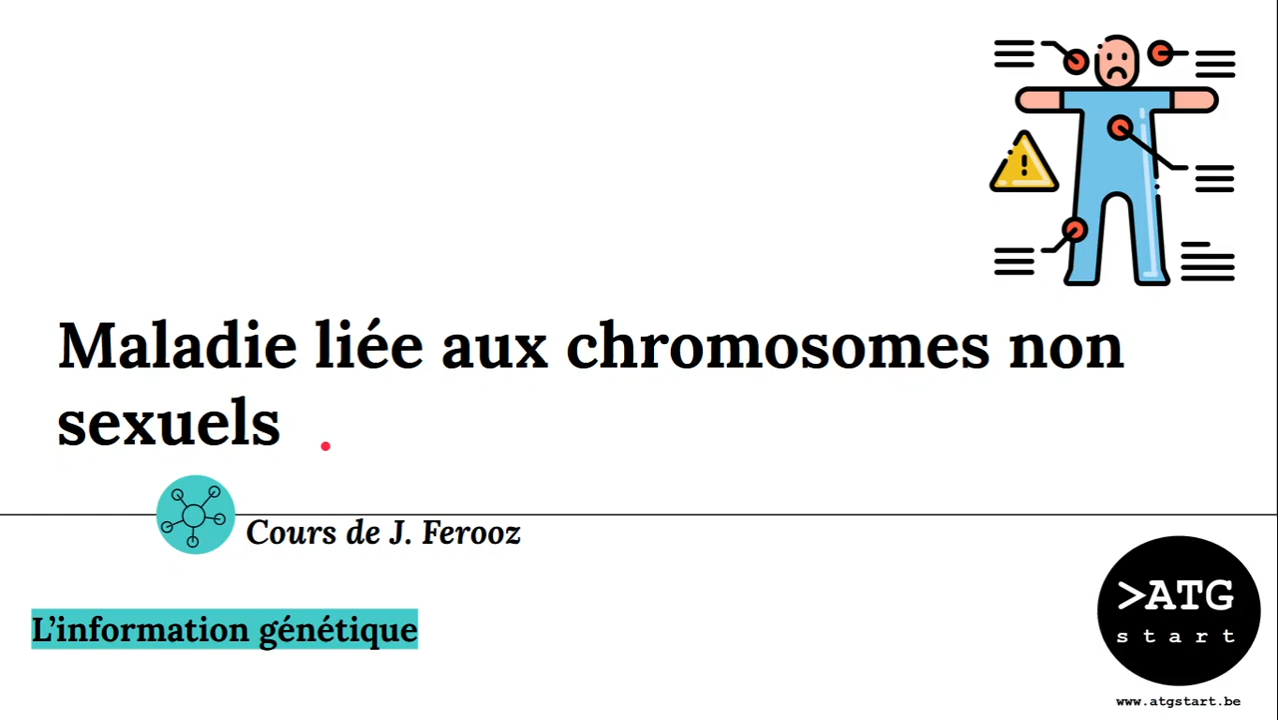 Maladie liée aux chromosomes non
sexuels
Cours de J. Ferooz
L’information génétique
>ATG
start
www.atgstart.be